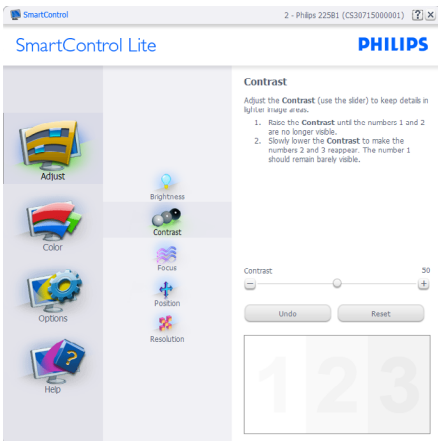 SmartControl
2 - Philips 225B1 (CS30715000001)
SmartControl Lite
PHILIPS
Contrast
Adjust the Contrast (use the slider) to keep details in
lighter image areas.
1. Raise the Contrast until the numbers 1 and 2
are no longer visible.
2. Slowly lower the Contrast to make the
numbers 2 and 3 reappear. The number 1
should remain barely visible.
Adjust
Color
Options
Help
Brightness
Contrast
Focus
Position
Resolution
Contrast 50
Undo Reset
1 2 3